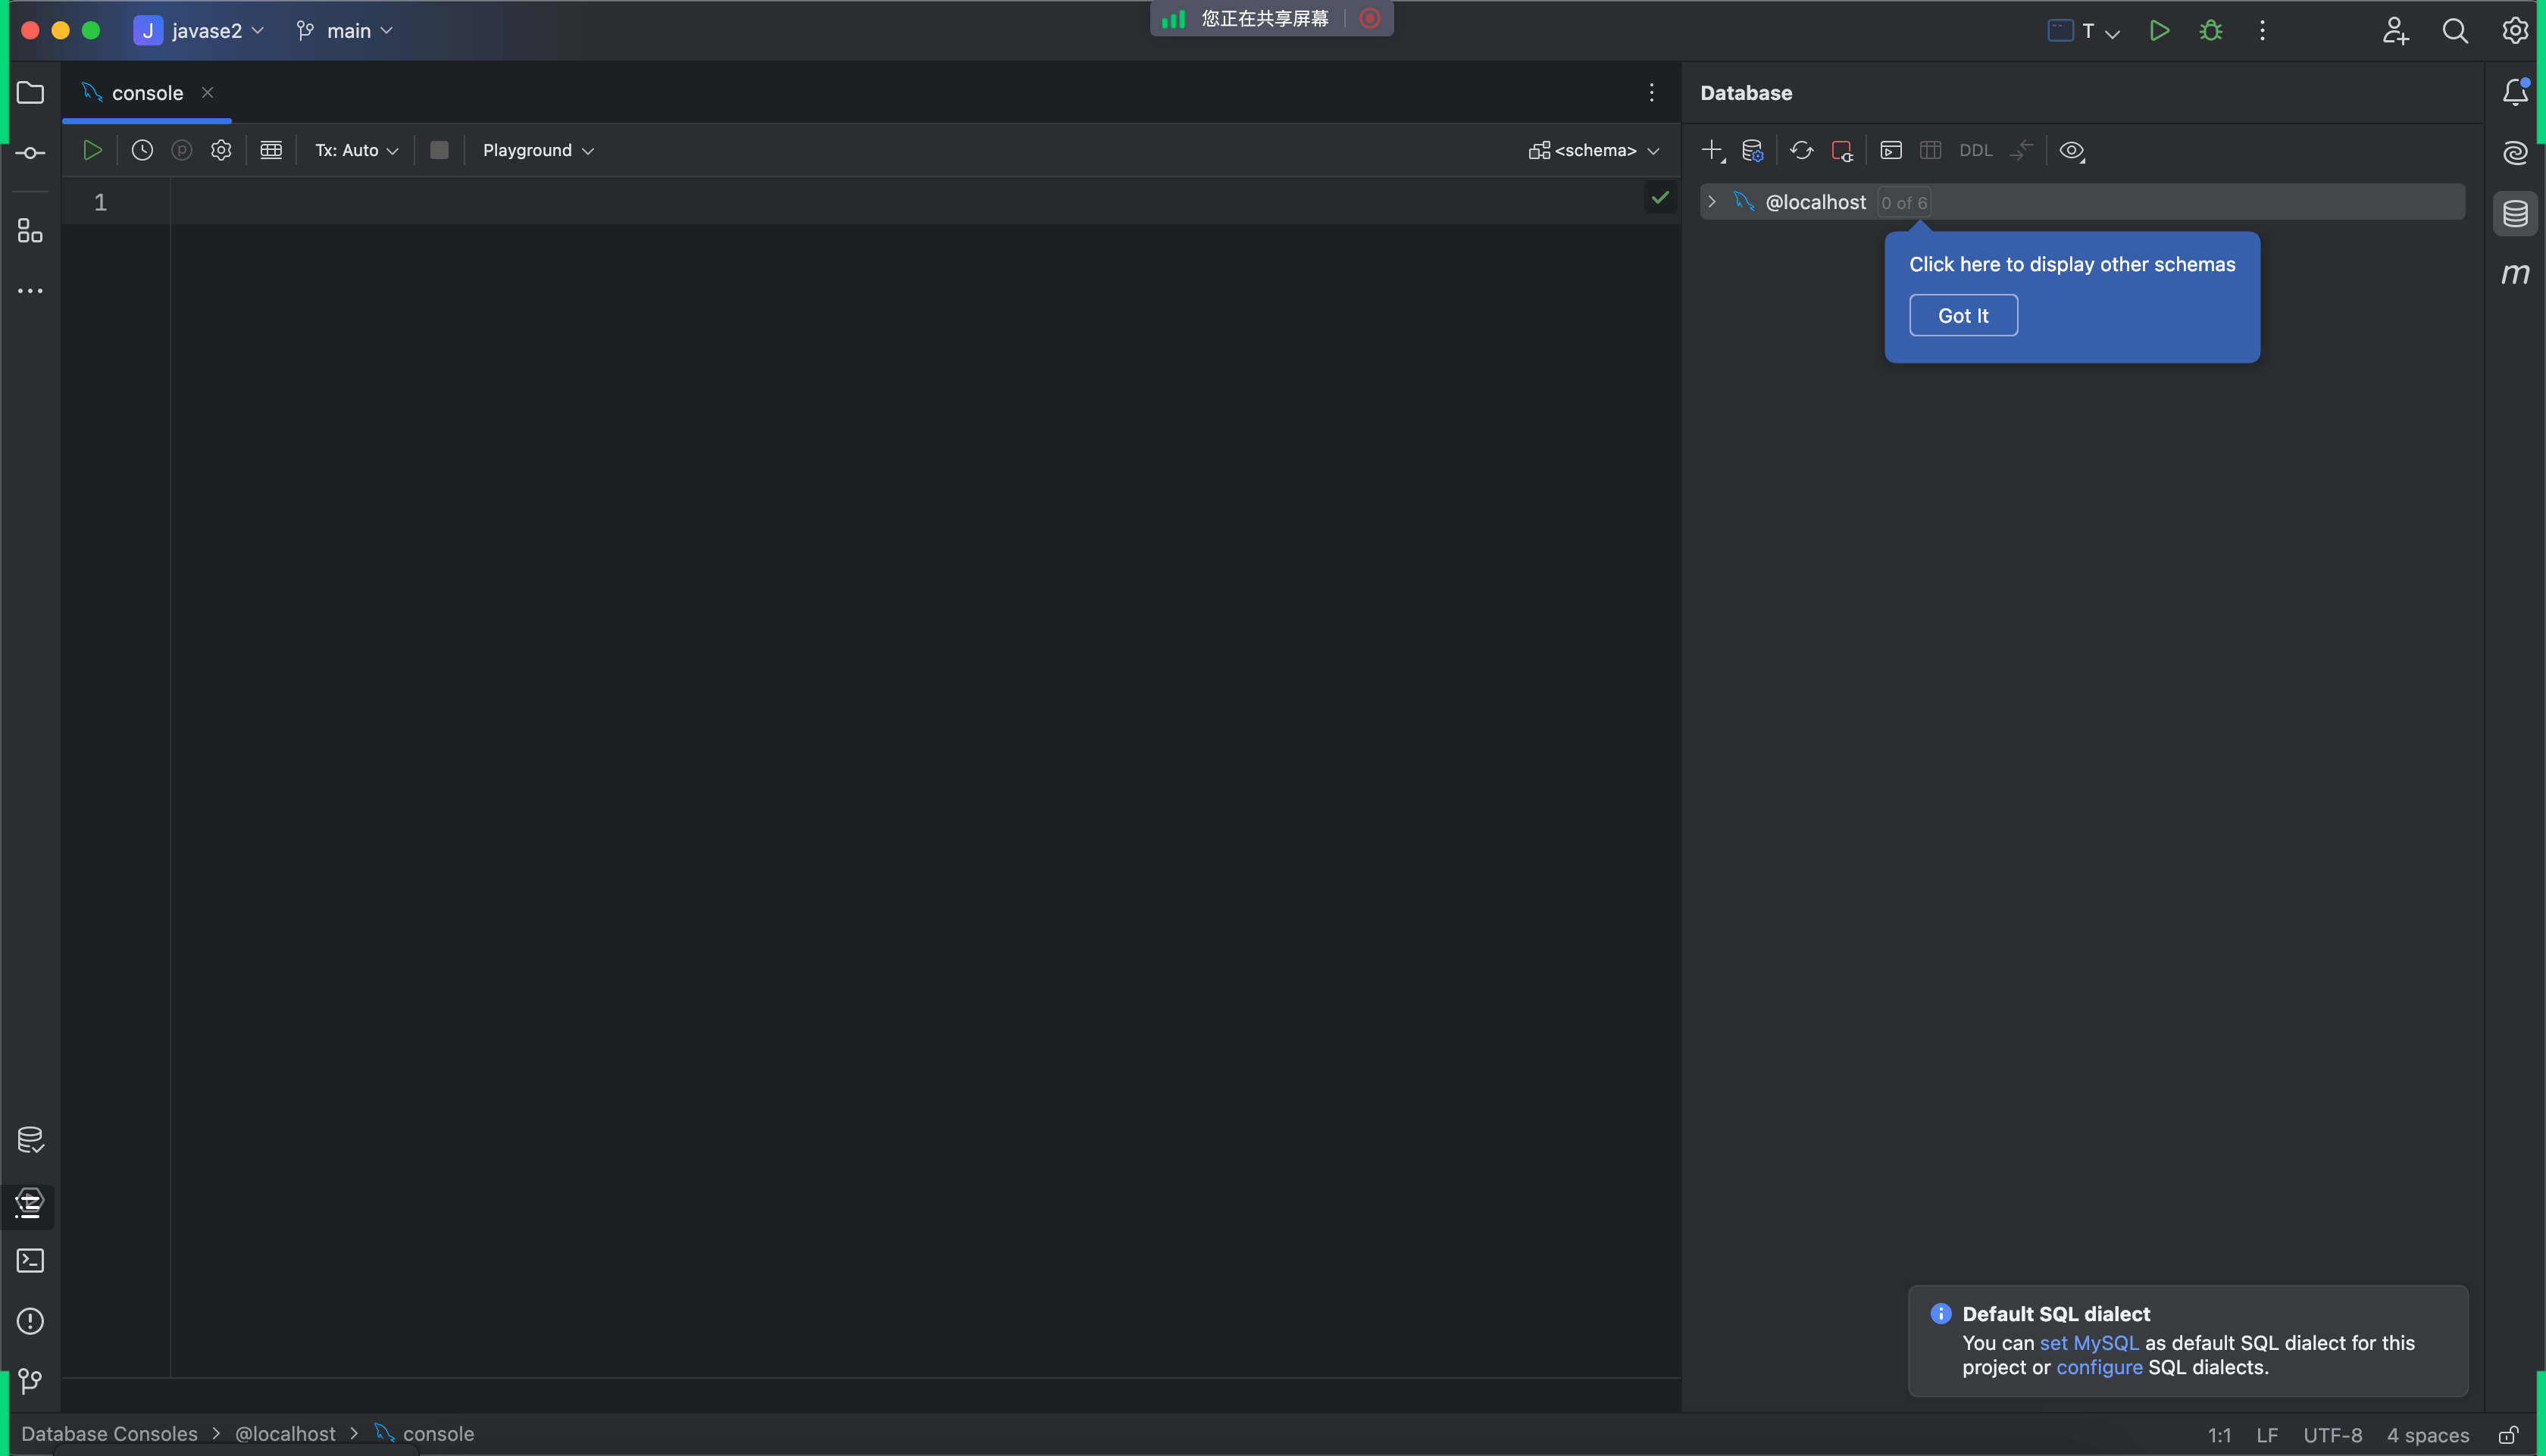 J javase2 main
您正在共享屏幕
T
console
Database
Tx: Auto
Playground
<schema>
DDL
1
@localhost 0 of 6
Click here to display other schemas
Got It
m
Default SQL dialect
You can set MySQL as default SQL dialect for this
project or configure SQL dialects.
Database Consoles > @localhost > console
1:1 LF UTF-8 4 spaces